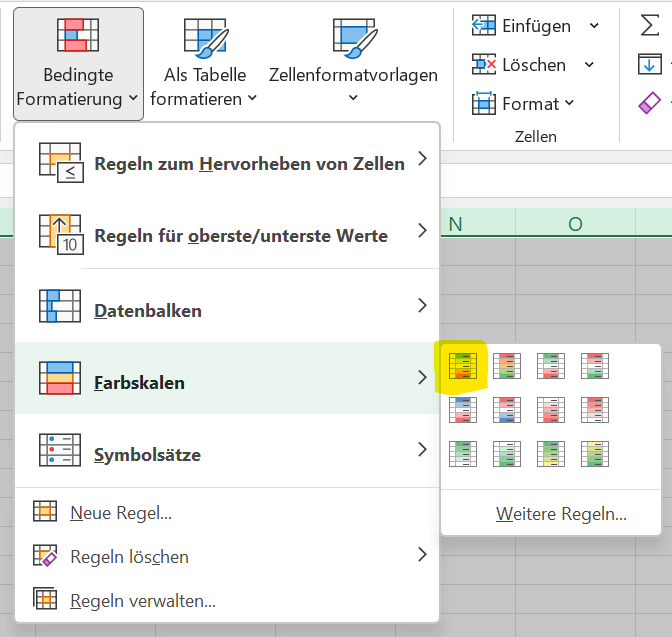 Bedingte
Formatierung
Als Tabelle
formatieren
Zellenformatvorlagen
Einfügen
Löschen
Format
Zellen
Regeln zum Hervorheben von Zellen
Regeln für oberste/unterste Werte
10
Datenbalken
Farbskalen
Symbolsätze
Neue Regel...
Regeln löschen
Regeln verwalten...
N
O
Weitere Regeln...